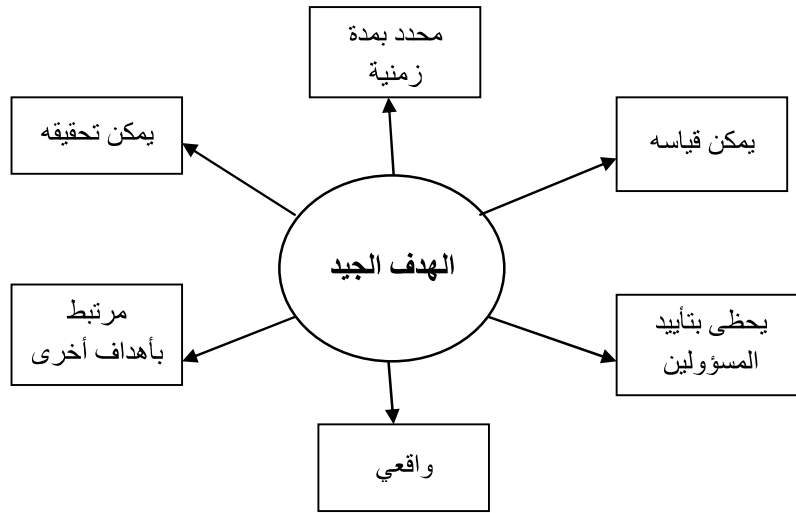 محدد بمدة
زمنية
يمكن قياسه
يمكن تحقيقه
الهدف الجيد
يحظى بتأييد
المسؤولين
مرتبط
بأهداف أخرى
واقعي